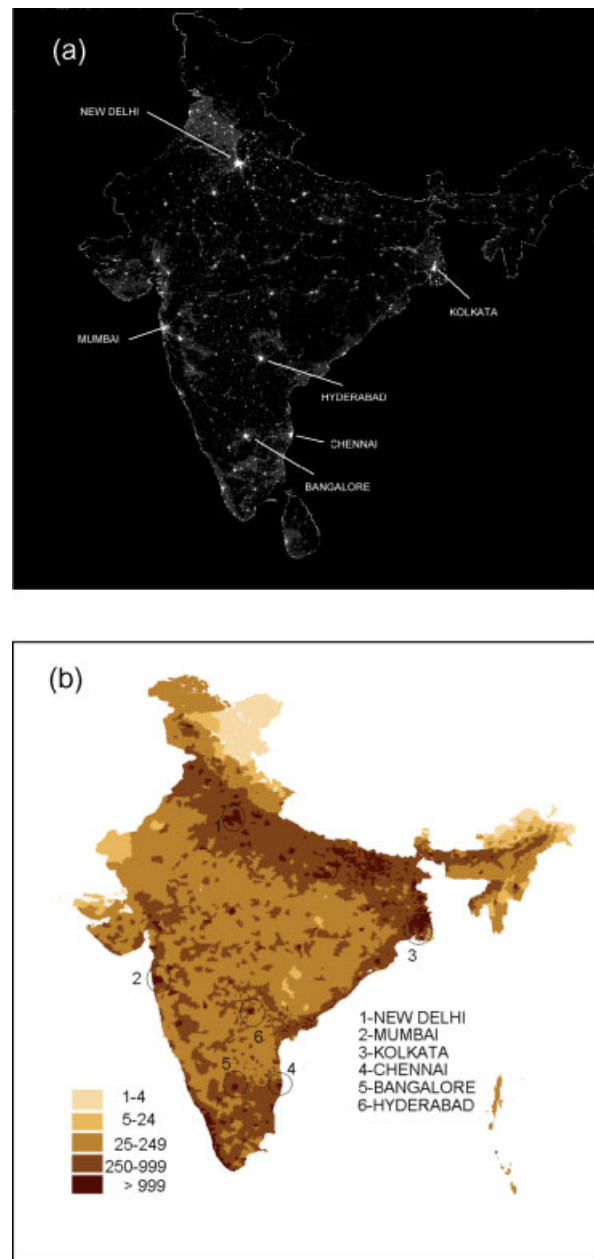 (a)
NEW DELHI
KOLKATA
MUMBAI
HYDERABAD
CHENNAI
BANGALORE
(b)
1
2
3
6
5
4
1-NEW DELHI
2-MUMBAI
3-KOLKATA
4-CHENNAI
5-BANGALORE
6-HYDERABAD
1-4
5-24
25-249
250-999
> 999